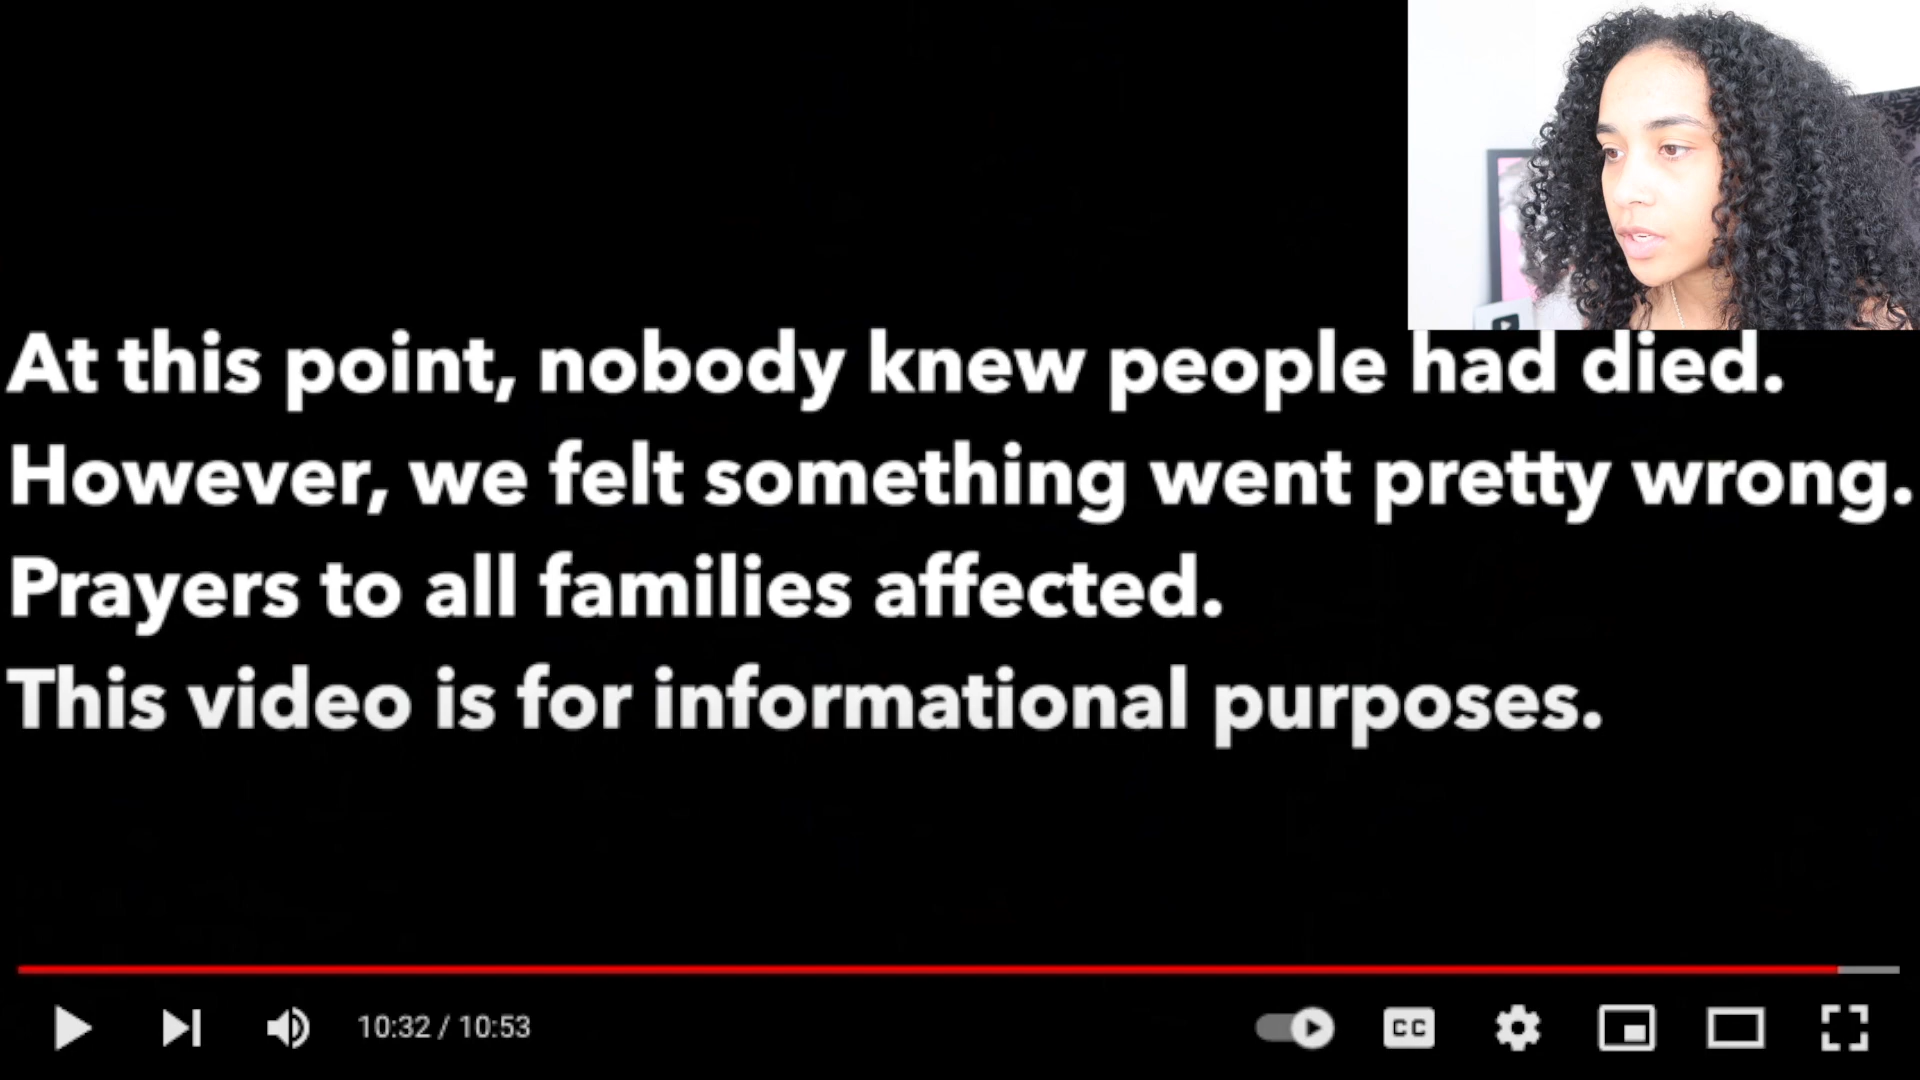 At this point, nobody knew people had died.
However, we felt something went pretty wrong.
Prayers to all families affected.
This video is for informational purposes.
10:32 / 10:53
CC